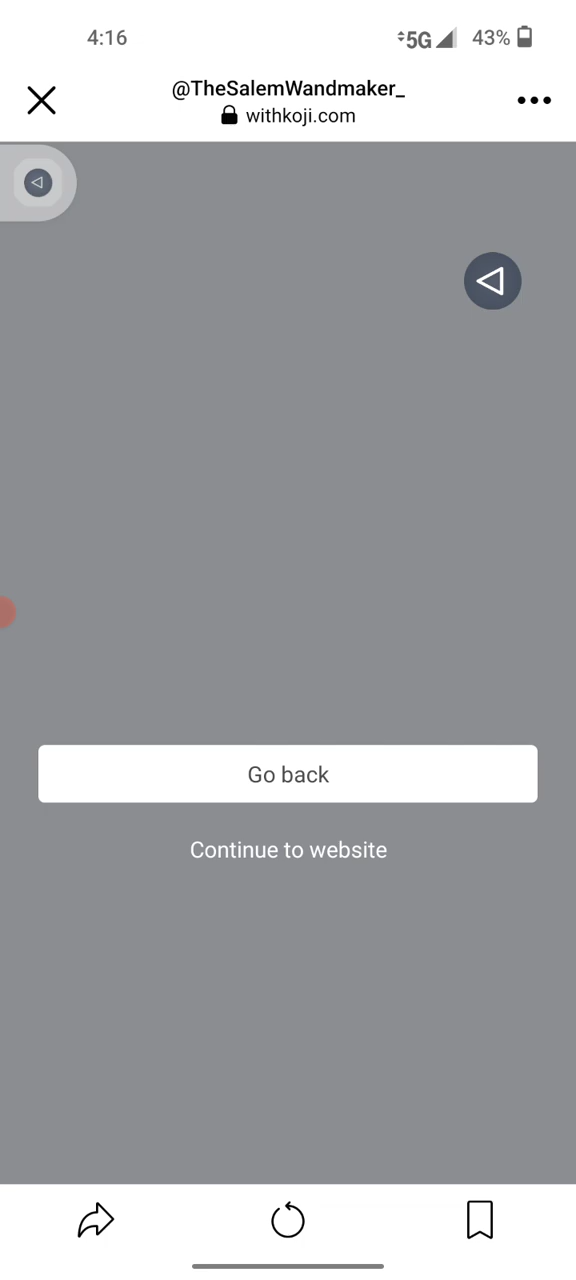 4:16
5G 43%
@TheSalemWandmaker_
withkoji.com
Go back
Continue to website